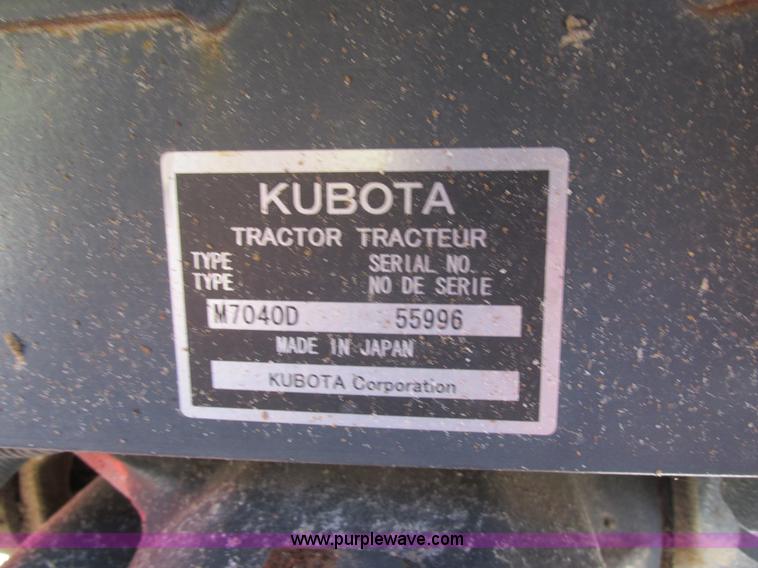 KUBOTA
TRACTOR TRACTEUR
TYPE SERIAL NO.
TYPE NO DE SERIE
M7040D 55996
MADE IN JAPAN
KUBOTA Corporation
www.purplewave.com